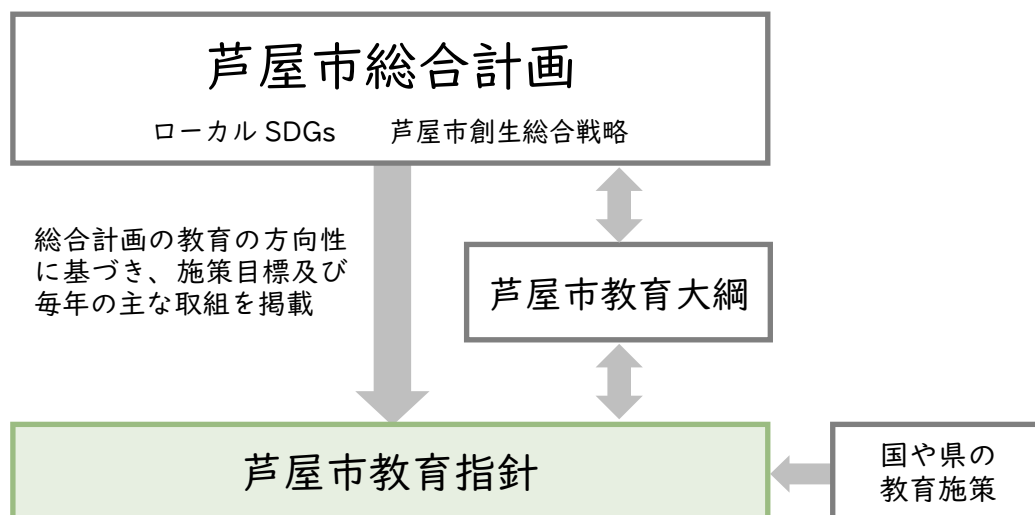 芦屋市総合計画
ローカル SDGs 芦屋市創生総合戦略
総合計画の教育の方向性
に基づき、施策目標及び
毎年の主な取組を掲載
芦屋市教育大綱
芦屋市教育指針
国や県の
教育施策